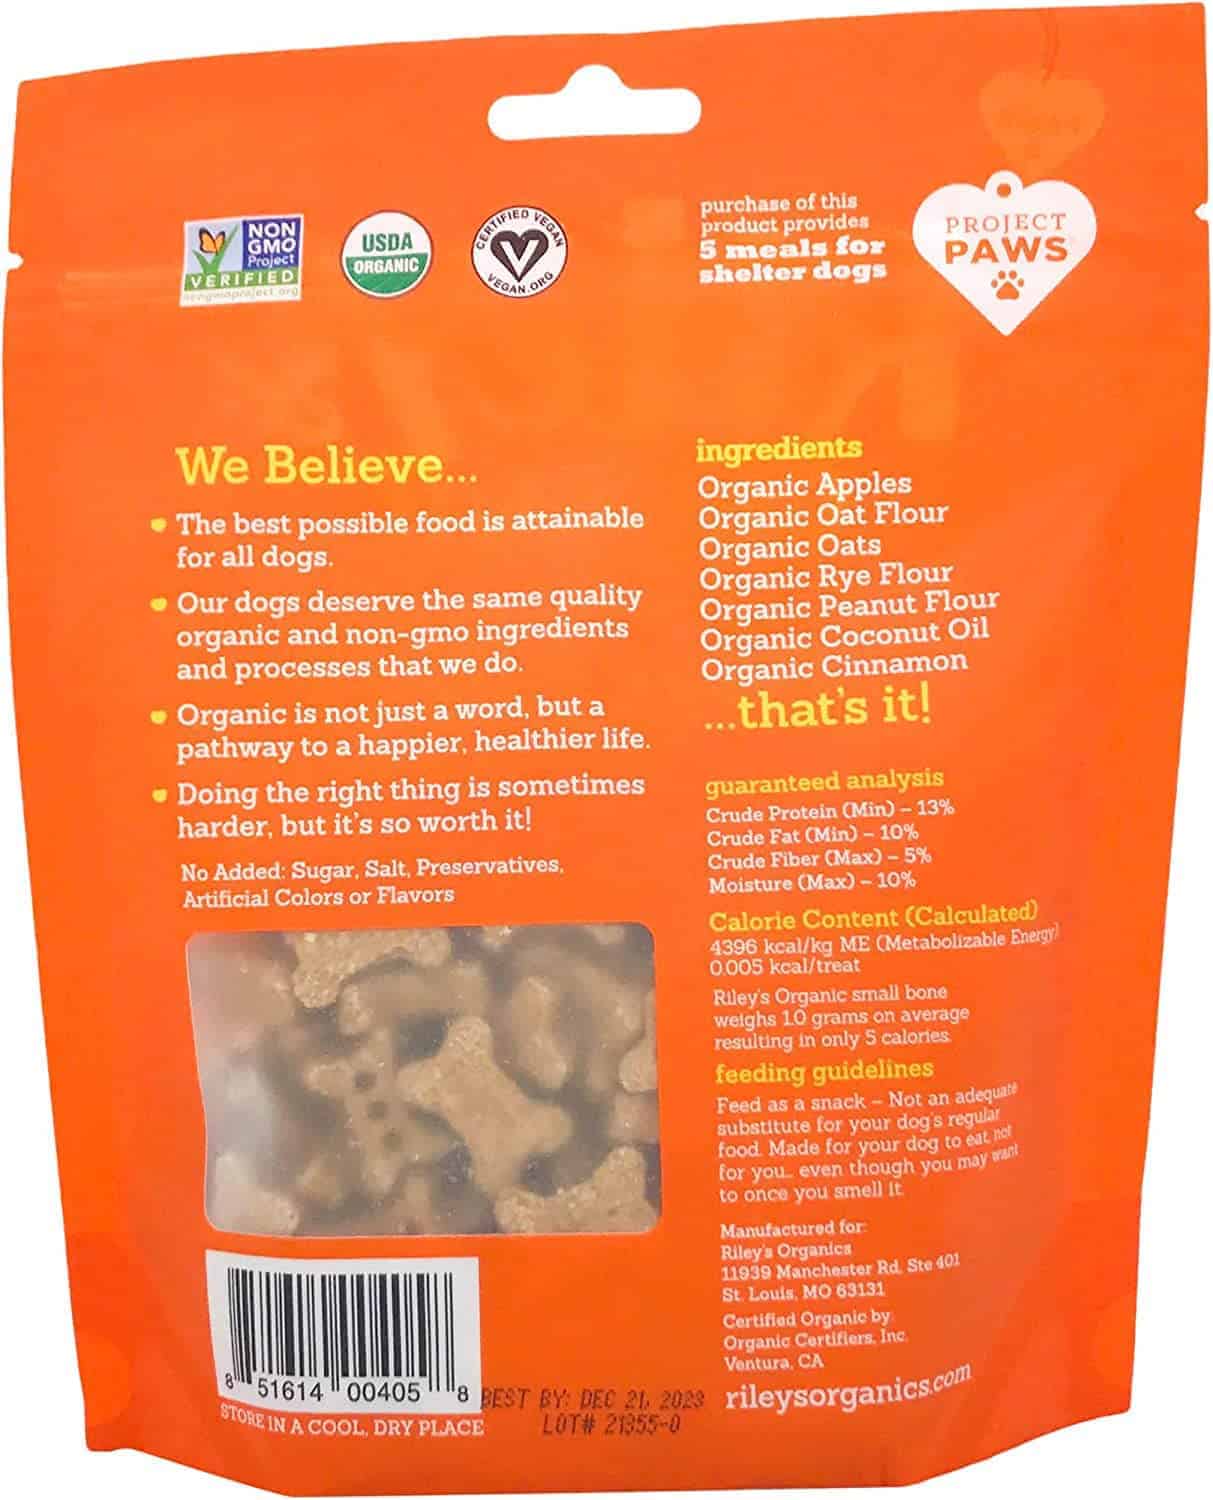 NON
GMO
Project
VERIFIED
nongmoproject.org
USDA
ORGANIC
CERTIFIED VEGAN
VEGAN.ORG
purchase of this
product provides
5 meals for
shelter dogs
PROJECT
PAWS
We Believe...
The best possible food is attainable
for all dogs.
Our dogs deserve the same quality
organic and non-gmo ingredients
and processes that we do.
Organic is not just a word, but a
pathway to a happier, healthier life.
Doing the right thing is sometimes
harder, but it's so worth it!
No Added: Sugar, Salt, Preservatives,
Artificial Colors or Flavors
ingredients
Organic Apples
Organic Oat Flour
Organic Oats
Organic Rye Flour
Organic Peanut Flour
Organic Coconut Oil
Organic Cinnamon
...that's it!
guaranteed analysis
Crude Protein (Min) – 13%
Crude Fat (Min) – 10%
Crude Fiber (Max) – 5%
Moisture (Max) – 10%
Calorie Content (Calculated)
4396 kcal/kg ME (Metabolizable Energy)
0.005 kcal/treat
Riley's Organic small bone
weighs 1.0 grams on average
resulting in only 5 calories.
feeding guidelines
Feed as a snack – Not an adequate
substitute for your dog's regular
food. Made for your dog to eat, not
for you... even though you may want
to once you smell it.
Manufactured for:
Riley's Organics
11939 Manchester Rd, Ste 401
St. Louis, MO 63131
Certified Organic by:
Organic Certifiers, Inc.
Ventura, CA
rileysorganics.com
8 51614 00405 8
STORE IN A COOL, DRY PLACE
BEST BY: DEC 21, 2023
LOT# 21355-0